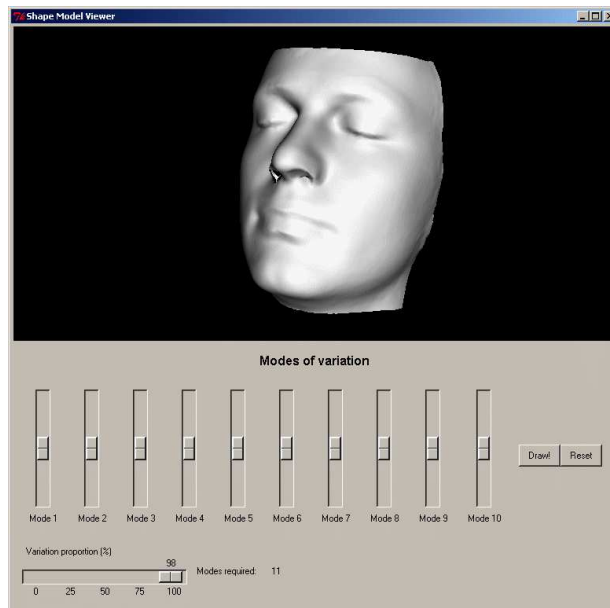 Shape Model Viewer
Modes of variation
Draw! Reset
Mode 1 Mode 2 Mode 3 Mode 4 Mode 5 Mode 6 Mode 7 Mode 8 Mode 9 Mode 10
Variation proportion (%)
98
Modes required: 11
0 25 50 75 100